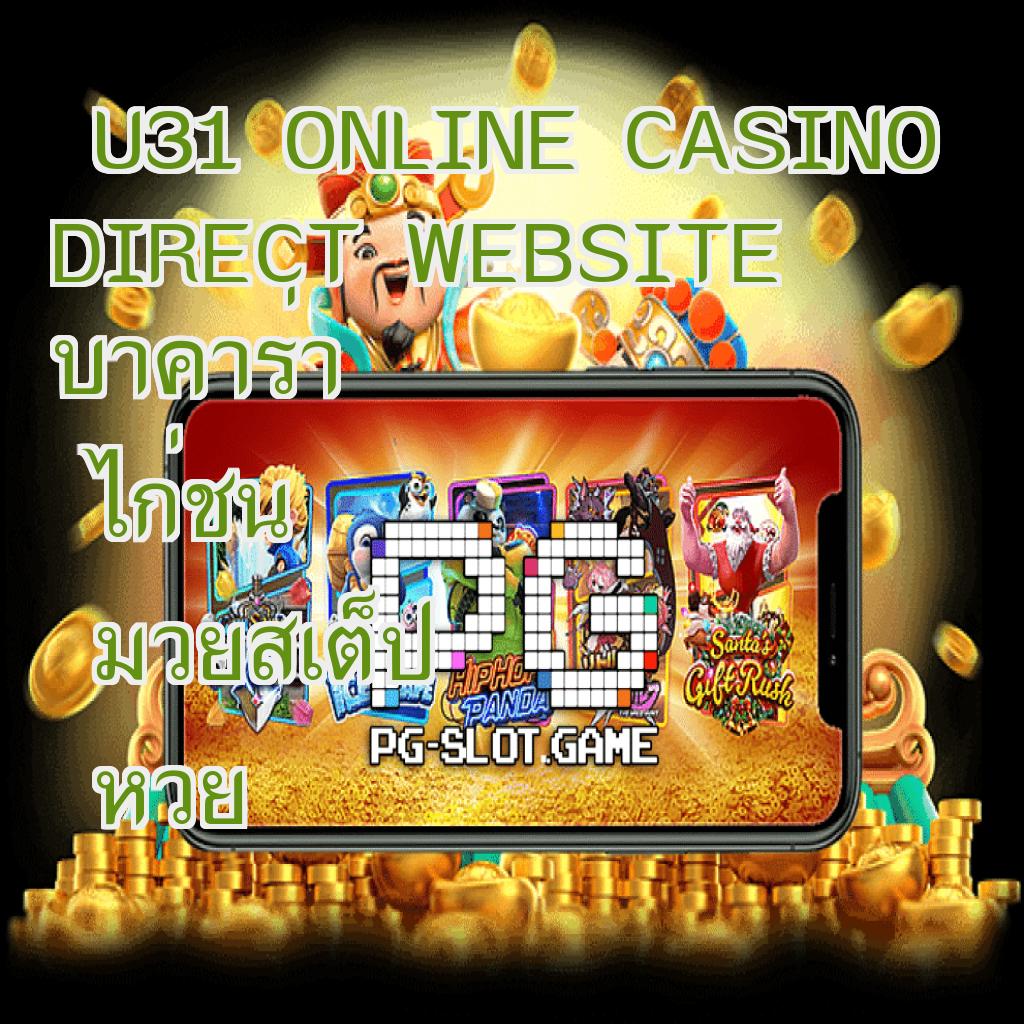 U31 ONLINE CASINO
DIRECT WEBSITE
บาคารา
ไก่ชน
มวยสเต็ป
หวย
PG
HIPHOP
PANDA
Santa's
Gift Rush
PG-SLOT.GAME